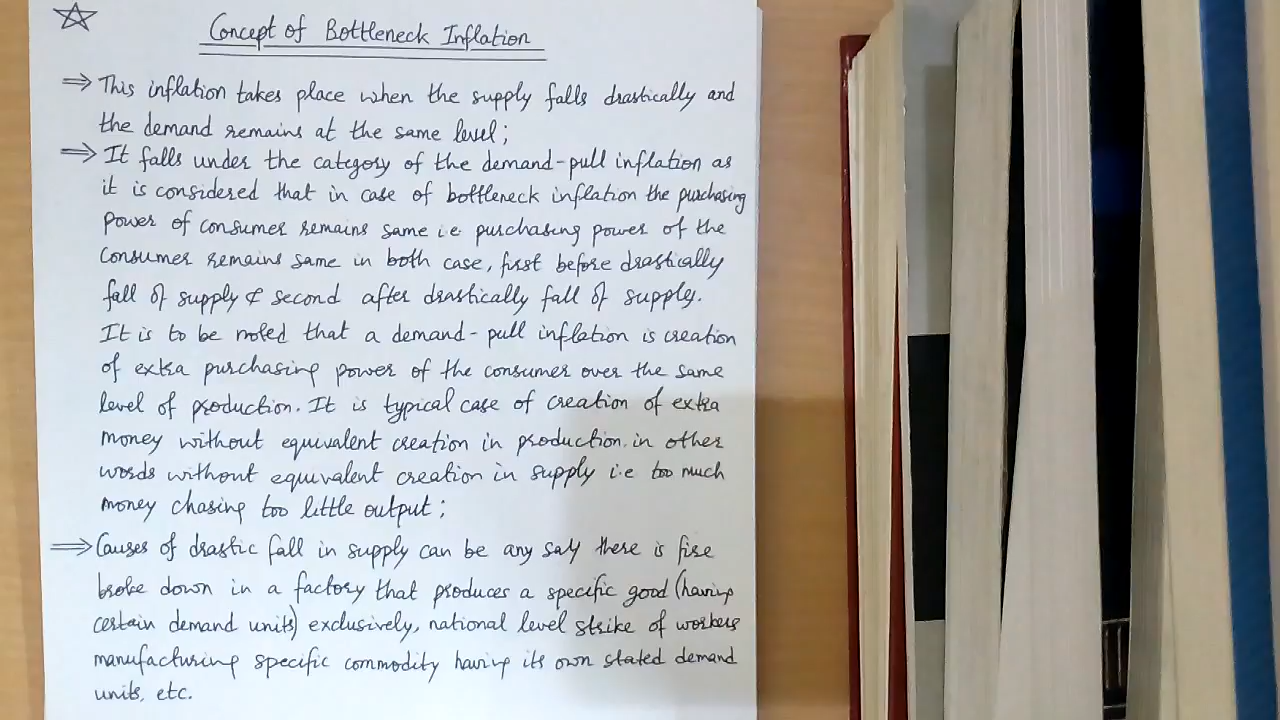 Concept of Bottleneck Inflation
⇒ This inflation takes place when the supply falls drastically and
the demand remains at the same level;
⇒ It falls under the category of the demand-pull inflation as
it is considered that in case of bottleneck inflation the purchasing
power of consumer remains same i.e purchasing power of the
consumer remains same in both case, first before drastically
fall of supply & second after drastically fall of supply.
It is to be noted that a demand-pull inflation is creation
of extra purchasing power of the consumer over the same
level of production. It is typical case of creation of extra
money without equivalent creation in production. in other
words without equivalent creation in supply i.e too much
money chasing too little output;
⇒ Causes of drastic fall in supply can be any say there is fire
broke down in a factory that produces a specific good (having
certain demand units) exclusively, national level strike of workers
manufacturing specific commodity having its own stated demand
units, etc.